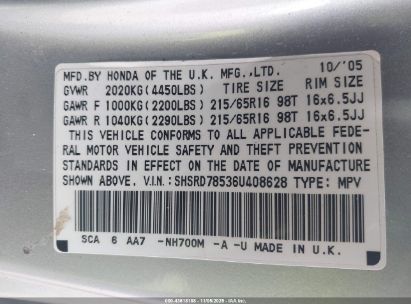 MFD.BY HONDA OF THE U.K. MFG.,LTD. 10/'05
GVWR 2020KG(4450LBS) TIRE SIZE RIM SIZE
GAWR F 1000KG(2200LBS) 215/65R16 98T 16x6.5JJ
GAWR R 1040KG(2290LBS) 215/65R16 98T 16x6.5JJ
THIS VEHICLE CONFORMS TO ALL APPLICABLE FEDE-
RAL MOTOR VEHICLE SAFETY AND THEFT PREVENTION
STANDARDS IN EFFECT ON THE DATE OF MANUFACTURE
SHOWN ABOVE. V.I.N.: SHSRD78536U408628 TYPE: MPV
SCA 6 AA7 -NH700M -A -U MADE IN U.K.